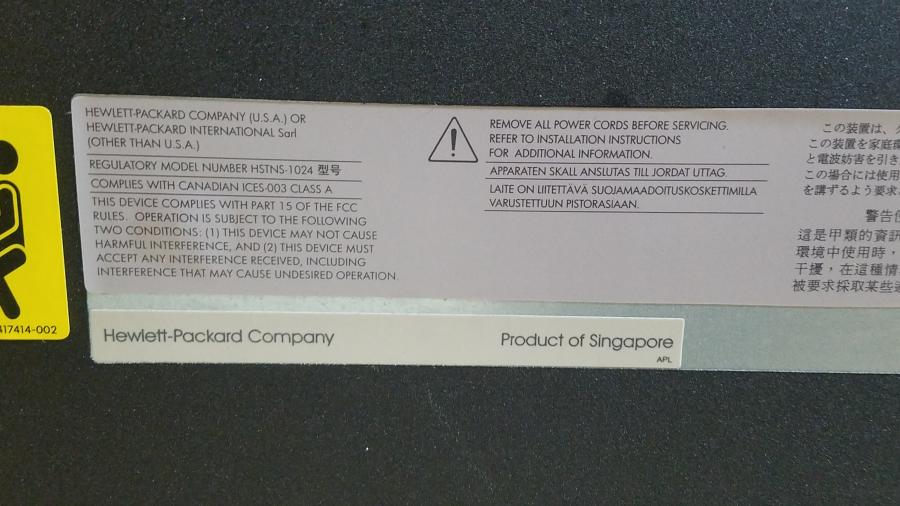 HEWLETT-PACKARD COMPANY (U.S.A.) OR
HEWLETT-PACKARD INTERNATIONAL Sarl
(OTHER THAN U.S.A.)
REGULATORY MODEL NUMBER HSTNS-1024 型号
COMPLIES WITH CANADIAN ICES-003 CLASS A
THIS DEVICE COMPLIES WITH PART 15 OF THE FCC
RULES. OPERATION IS SUBJECT TO THE FOLLOWING
TWO CONDITIONS: (1) THIS DEVICE MAY NOT CAUSE
HARMFUL INTERFERENCE, AND (2) THIS DEVICE MUST
ACCEPT ANY INTERFERENCE RECEIVED, INCLUDING
INTERFERENCE THAT MAY CAUSE UNDESIRED OPERATION.
REMOVE ALL POWER CORDS BEFORE SERVICING.
REFER TO INSTALLATION INSTRUCTIONS
FOR ADDITIONAL INFORMATION.
APPARATEN SKALL ANSLUTAS TILL JORDAT UTTAG.
LAITE ON LIITETTÄVÄ SUOJAMAADOITUSKOSKETTIMILLA
VARUSTETTUUN PISTORASIAAN.
この装置は、
この装置を家庭
と電波妨害を引き
この場合には使用
を講ずるよう要求
警告使
這是甲類的資訊
環境中使用時，
干擾，在這種情
被要求採取某些
417414-002
Hewlett-Packard Company
Product of Singapore
APL